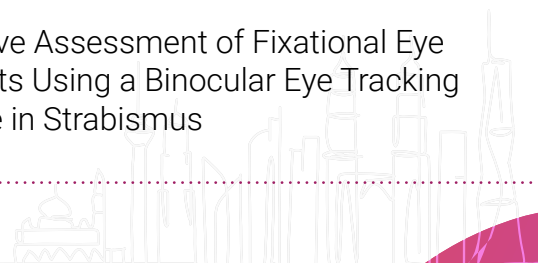 ve Assessment of Fixational Eye
ts Using a Binocular Eye Tracking
e in Strabismus